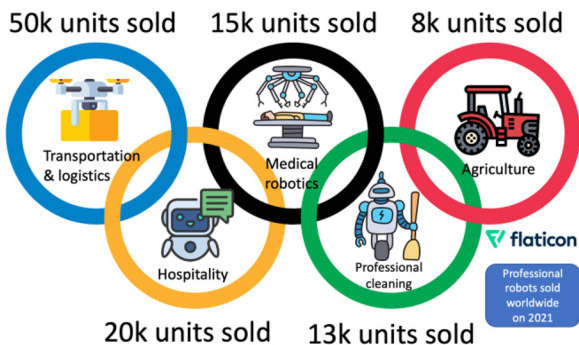 50k units sold
15k units sold
8k units sold
Transportation
& logistics
Medical
robotics
Agriculture
Hospitality
Professional
cleaning
flaticon
Professional
robots sold
worldwide
on 2021
20k units sold
13k units sold